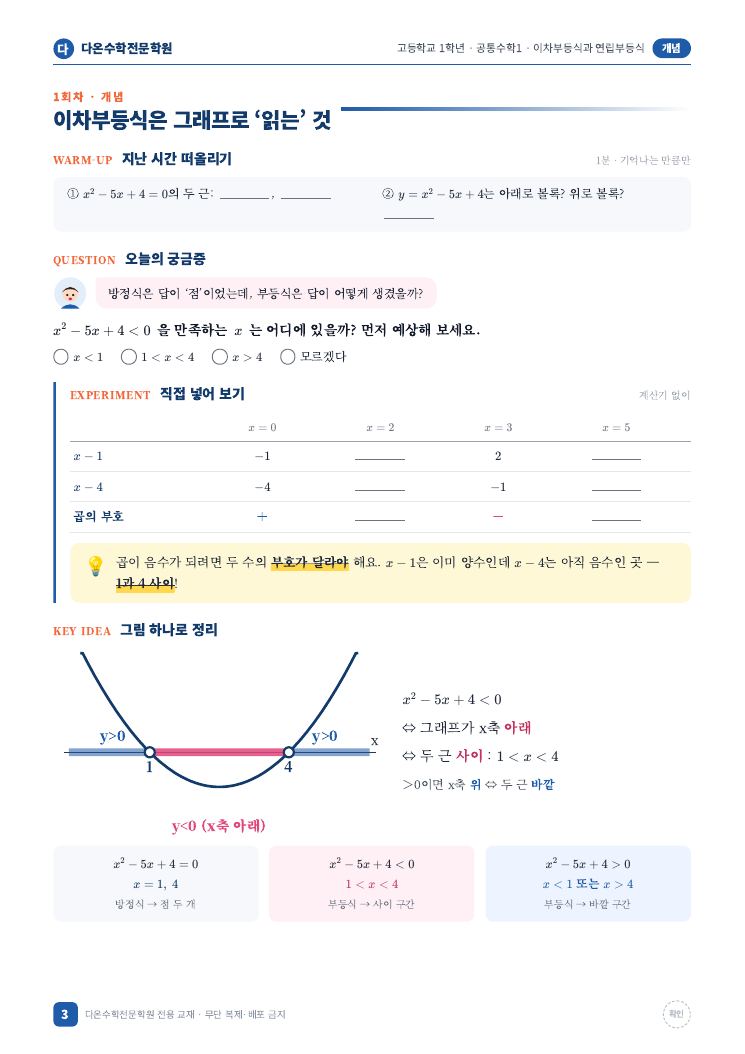 다 다온수학전문학원
고등학교 1학년 · 공통수학1 · 이차부등식과 연립부등식 개념
1회차 · 개념
이차부등식은 그래프로 ‘읽는’ 것
WARM-UP 지난 시간 떠올리기
1분 · 기억나는 만큼만
① x² − 5x + 4 = 0의 두 근: ______, ______
② y = x² − 5x + 4는 아래로 볼록? 위로 볼록?
______
QUESTION 오늘의 궁금증
방정식은 답이 ‘점’이었는데, 부등식은 답이 어떻게 생겼을까?
x² − 5x + 4 < 0 을 만족하는 x 는 어디에 있을까? 먼저 예상해 보세요.
○ x < 1 ○ 1 < x < 4 ○ x > 4 ○ 모르겠다
EXPERIMENT 직접 넣어 보기
계산기 없이
x = 0 x = 2 x = 3 x = 5
x − 1 −1 ______ 2 ______
x − 4 −4 ______ −1 ______
곱의 부호 + ______ − ______
곱이 음수가 되려면 두 수의 부호가 달라야 해요. x − 1은 이미 양수인데 x − 4는 아직 음수인 곳 —
1과 4 사이!
KEY IDEA 그림 하나로 정리
y>0 y>0 x
1 4
y<0 (x축 아래)
x² − 5x + 4 < 0
⇔ 그래프가 x축 아래
⇔ 두 근 사이 : 1 < x < 4
>0이면 x축 위 ⇔ 두 근 바깥
x² − 5x + 4 = 0
x = 1, 4
방정식 → 점 두 개
x² − 5x + 4 < 0
1 < x < 4
부등식 → 사이 구간
x² − 5x + 4 > 0
x < 1 또는 x > 4
부등식 → 바깥 구간
3 다온수학전문학원 전용 교재 · 무단 복제·배포 금지
확인